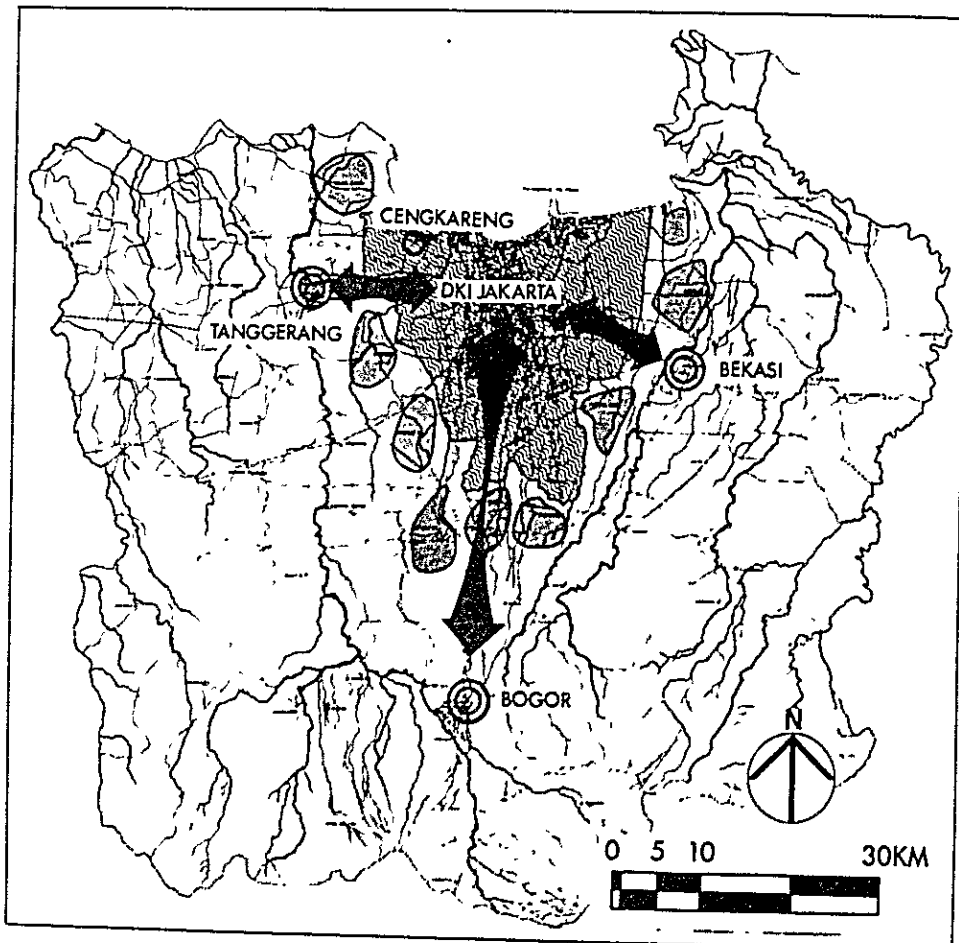 CENGKARENG
DKI JAKARTA
TANGGERANG
BEKASI
BOGOR
N
0 5 10 30KM